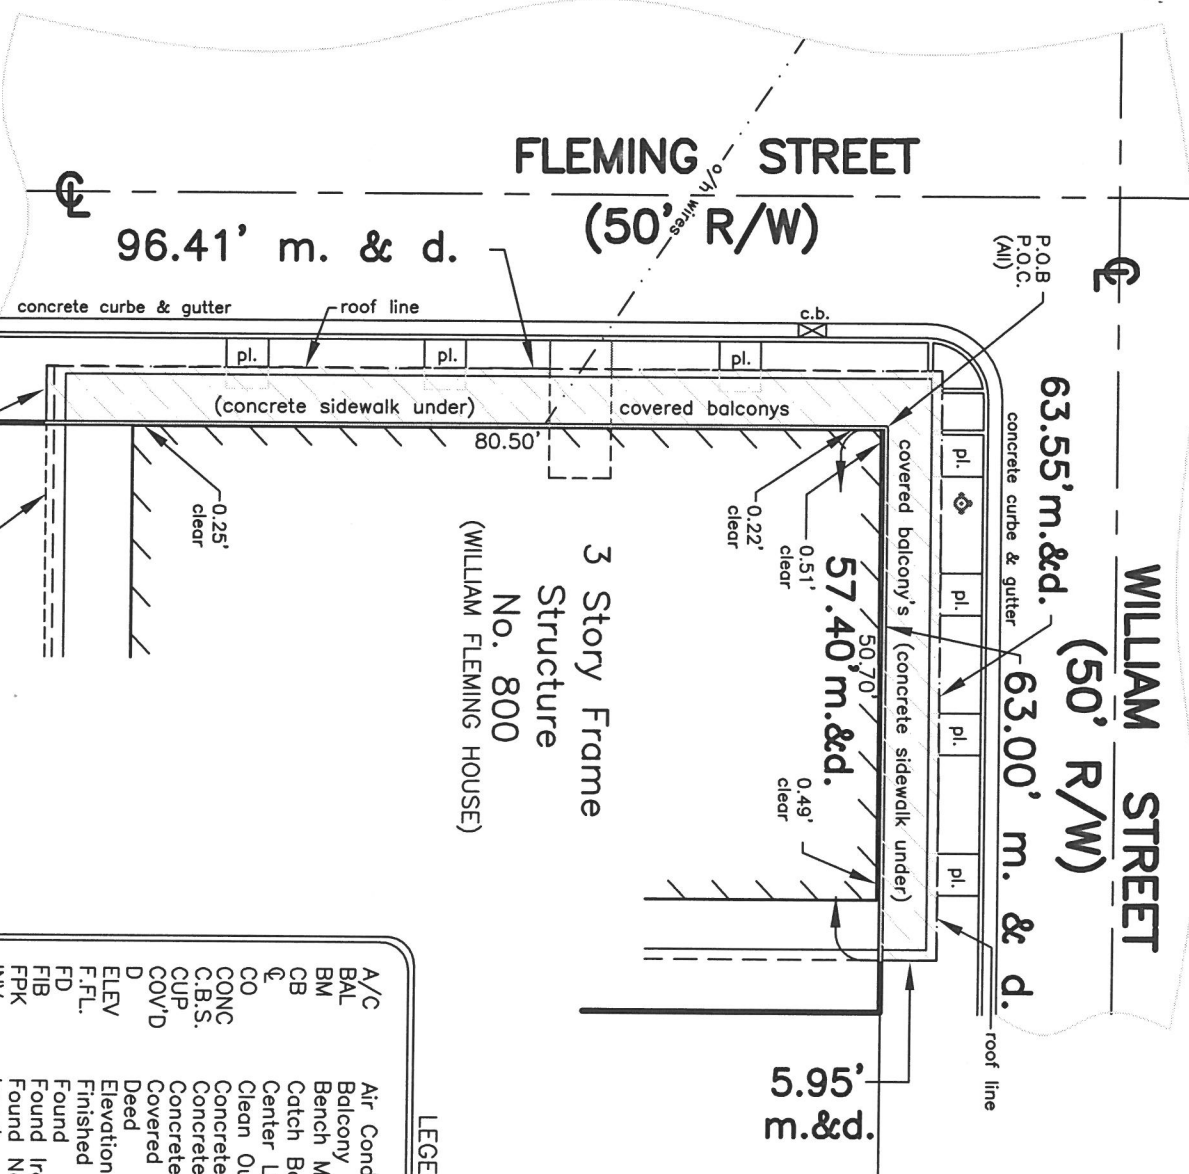 FLEMING STREET
(50' R/W)
o/h wires
C̲L
96.41' m. & d.
P.O.B
P.O.C.
(All)
C̲L
concrete curbe & gutter
roof line
c.b.
pl.
pl.
pl.
(concrete sidewalk under)
covered balconys
80.50'
0.25'
clear
0.22'
clear
0.51'
clear
57.40' m.&d.
50.70'
0.49'
clear
covered balcony's (concrete sidewalk under)
pl.
pl.
pl.
pl.
concrete curbe & gutter
63.55' m.&d.
63.00' m. & d.
WILLIAM STREET
(50' R/W)
roof line
3 Story Frame
Structure
No. 800
(WILLIAM FLEMING HOUSE)
5.95'
m.&d.
LEGE
A/C Air Cond
BAL Balcony
BM Bench M
CB Catch B
CL Center L
CO Clean Ou
CONC Concrete
C.B.S. Concrete
CUP Concrete
COV'D Covered
D Deed
ELEV Elevation
F.FL. Finished
FD Found
FIB Found Ir
FPK Found N